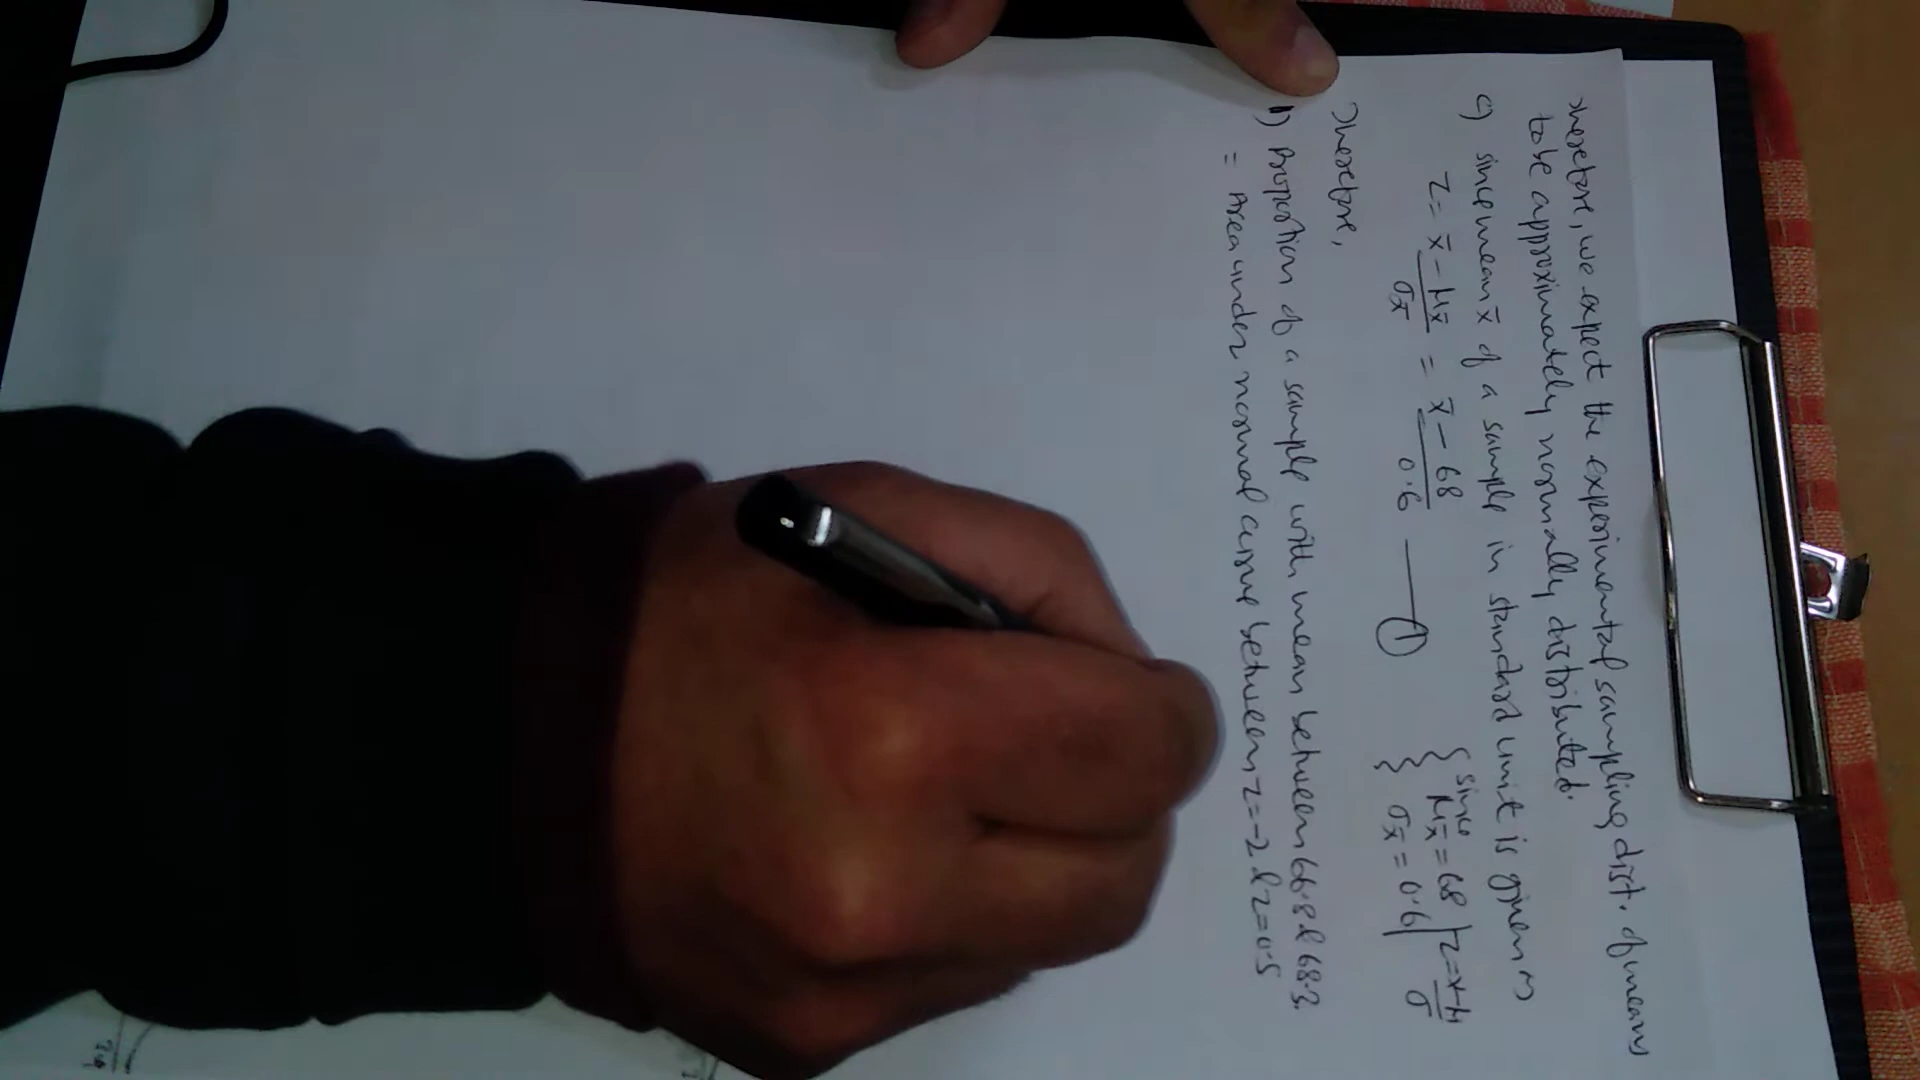 Therefore, we expect the experimental sampling dist. of means
to be approximately normally distributed.
c) since mean x̄ of a sample in standard unit is given as
z = (x̄ - μx̄)/σx̄ = (x̄ - 68)/0.6 — ① { since μx̄ = 68 | z = (x-μ)/σ
{ σx̄ = 0.6 |
Therefore,
1) Proportion of a sample with mean between 66.8 & 68.3.
= Area under normal curve between z = -2 & z = 0.5